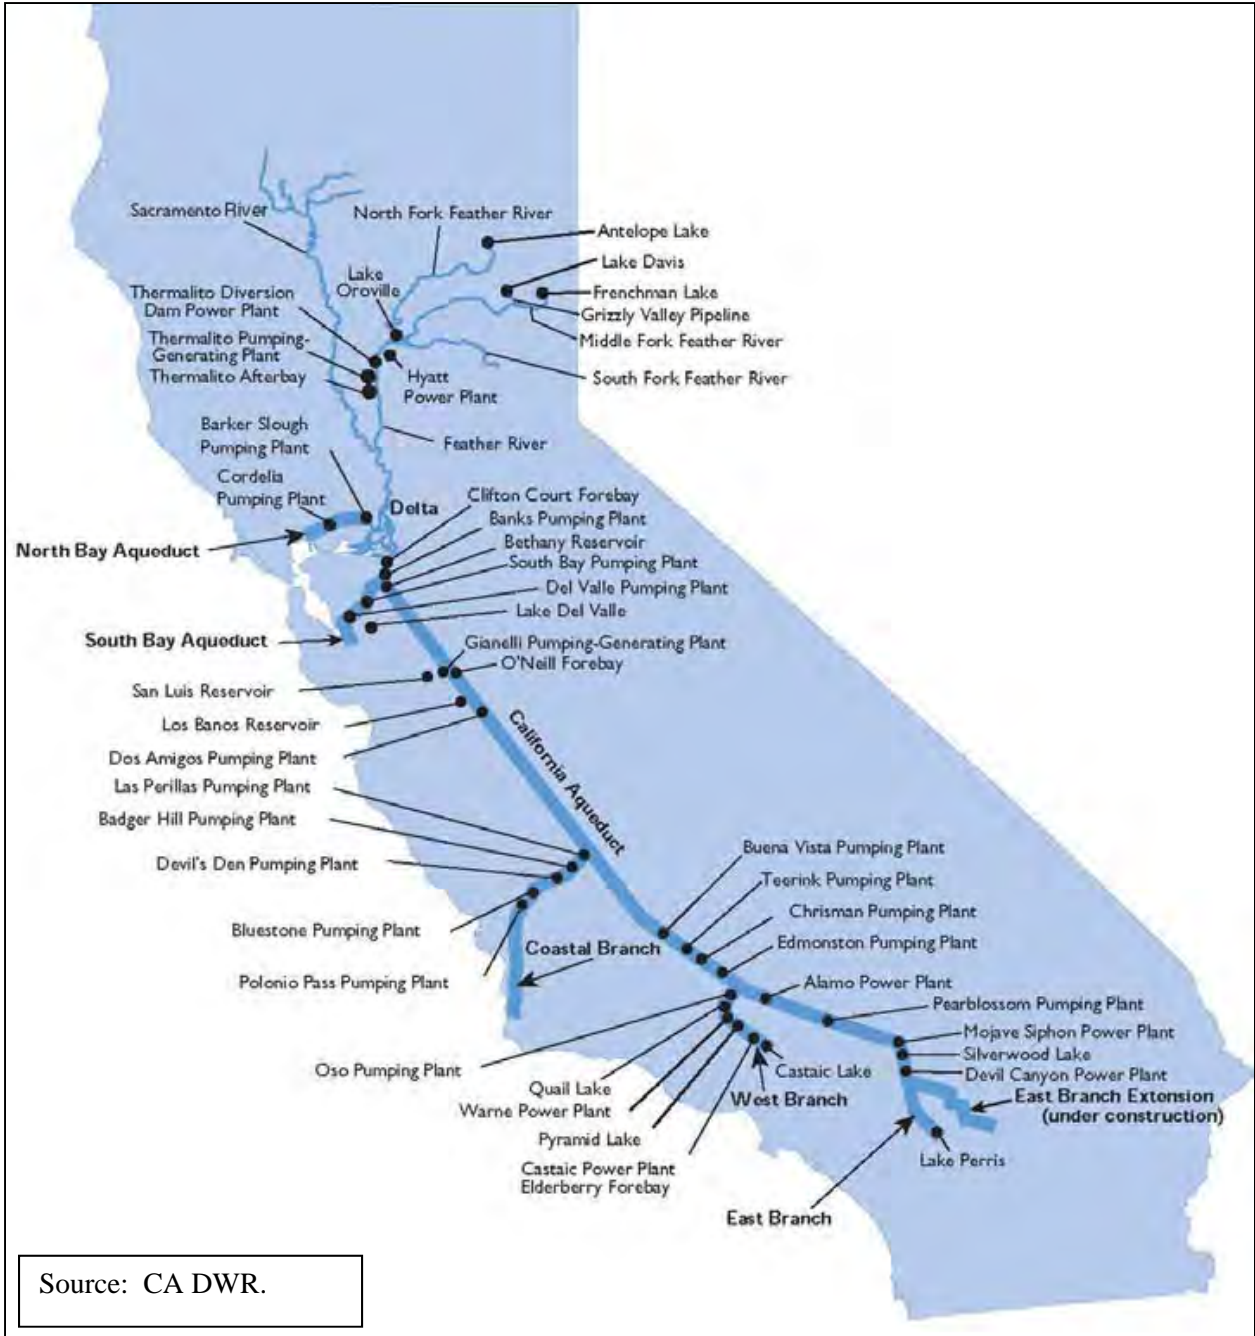 Sacramento River
North Fork Feather River
Antelope Lake
Lake Davis
Lake
Oroville
Frenchman Lake
Thermalito Diversion
Dam Power Plant
Grizzly Valley Pipeline
Thermalito Pumping-
Generating Plant
Middle Fork Feather River
Thermalito Afterbay
Hyatt
Power Plant
South Fork Feather River
Barker Slough
Pumping Plant
Feather River
Cordelia
Pumping Plant
Delta
Clifton Court Forebay
Banks Pumping Plant
North Bay Aqueduct
Bethany Reservoir
South Bay Pumping Plant
Del Valle Pumping Plant
Lake Del Valle
South Bay Aqueduct
Gianelli Pumping-Generating Plant
O'Neill Forebay
San Luis Reservoir
Los Banos Reservoir
Dos Amigos Pumping Plant
California Aqueduct
Las Perillas Pumping Plant
Badger Hill Pumping Plant
Devil's Den Pumping Plant
Buena Vista Pumping Plant
Teerink Pumping Plant
Chrisman Pumping Plant
Bluestone Pumping Plant
Edmonston Pumping Plant
Coastal Branch
Polonio Pass Pumping Plant
Alamo Power Plant
Pearblossom Pumping Plant
Mojave Siphon Power Plant
Silverwood Lake
Devil Canyon Power Plant
Oso Pumping Plant
Castaic Lake
Quail Lake
West Branch
East Branch Extension
(under construction)
Warne Power Plant
Pyramid Lake
Lake Perris
Castaic Power Plant
Elderberry Forebay
East Branch
Source: CA DWR.